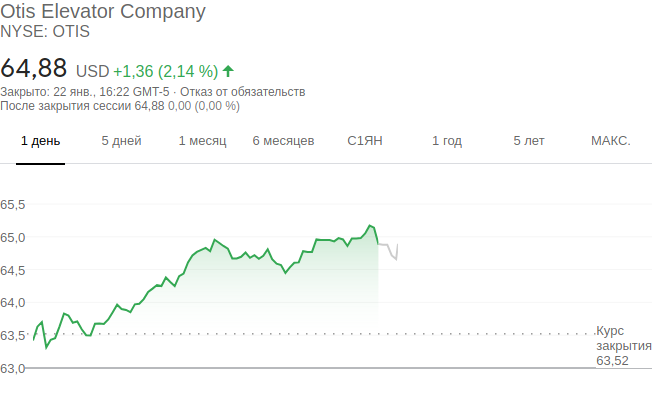 Otis Elevator Company
NYSE: OTIS
64,88 USD +1,36 (2,14 %)
Закрыто: 22 янв., 16:22 GMT-5 · Отказ от обязательств
После закрытия сессии 64,88 0,00 (0,00 %)
1 день 5 дней 1 месяц 6 месяцев С1ЯН 1 год 5 лет МАКС.
65,5
65,0
64,5
64,0
63,5
Курс
закрытия
63,52
63,0